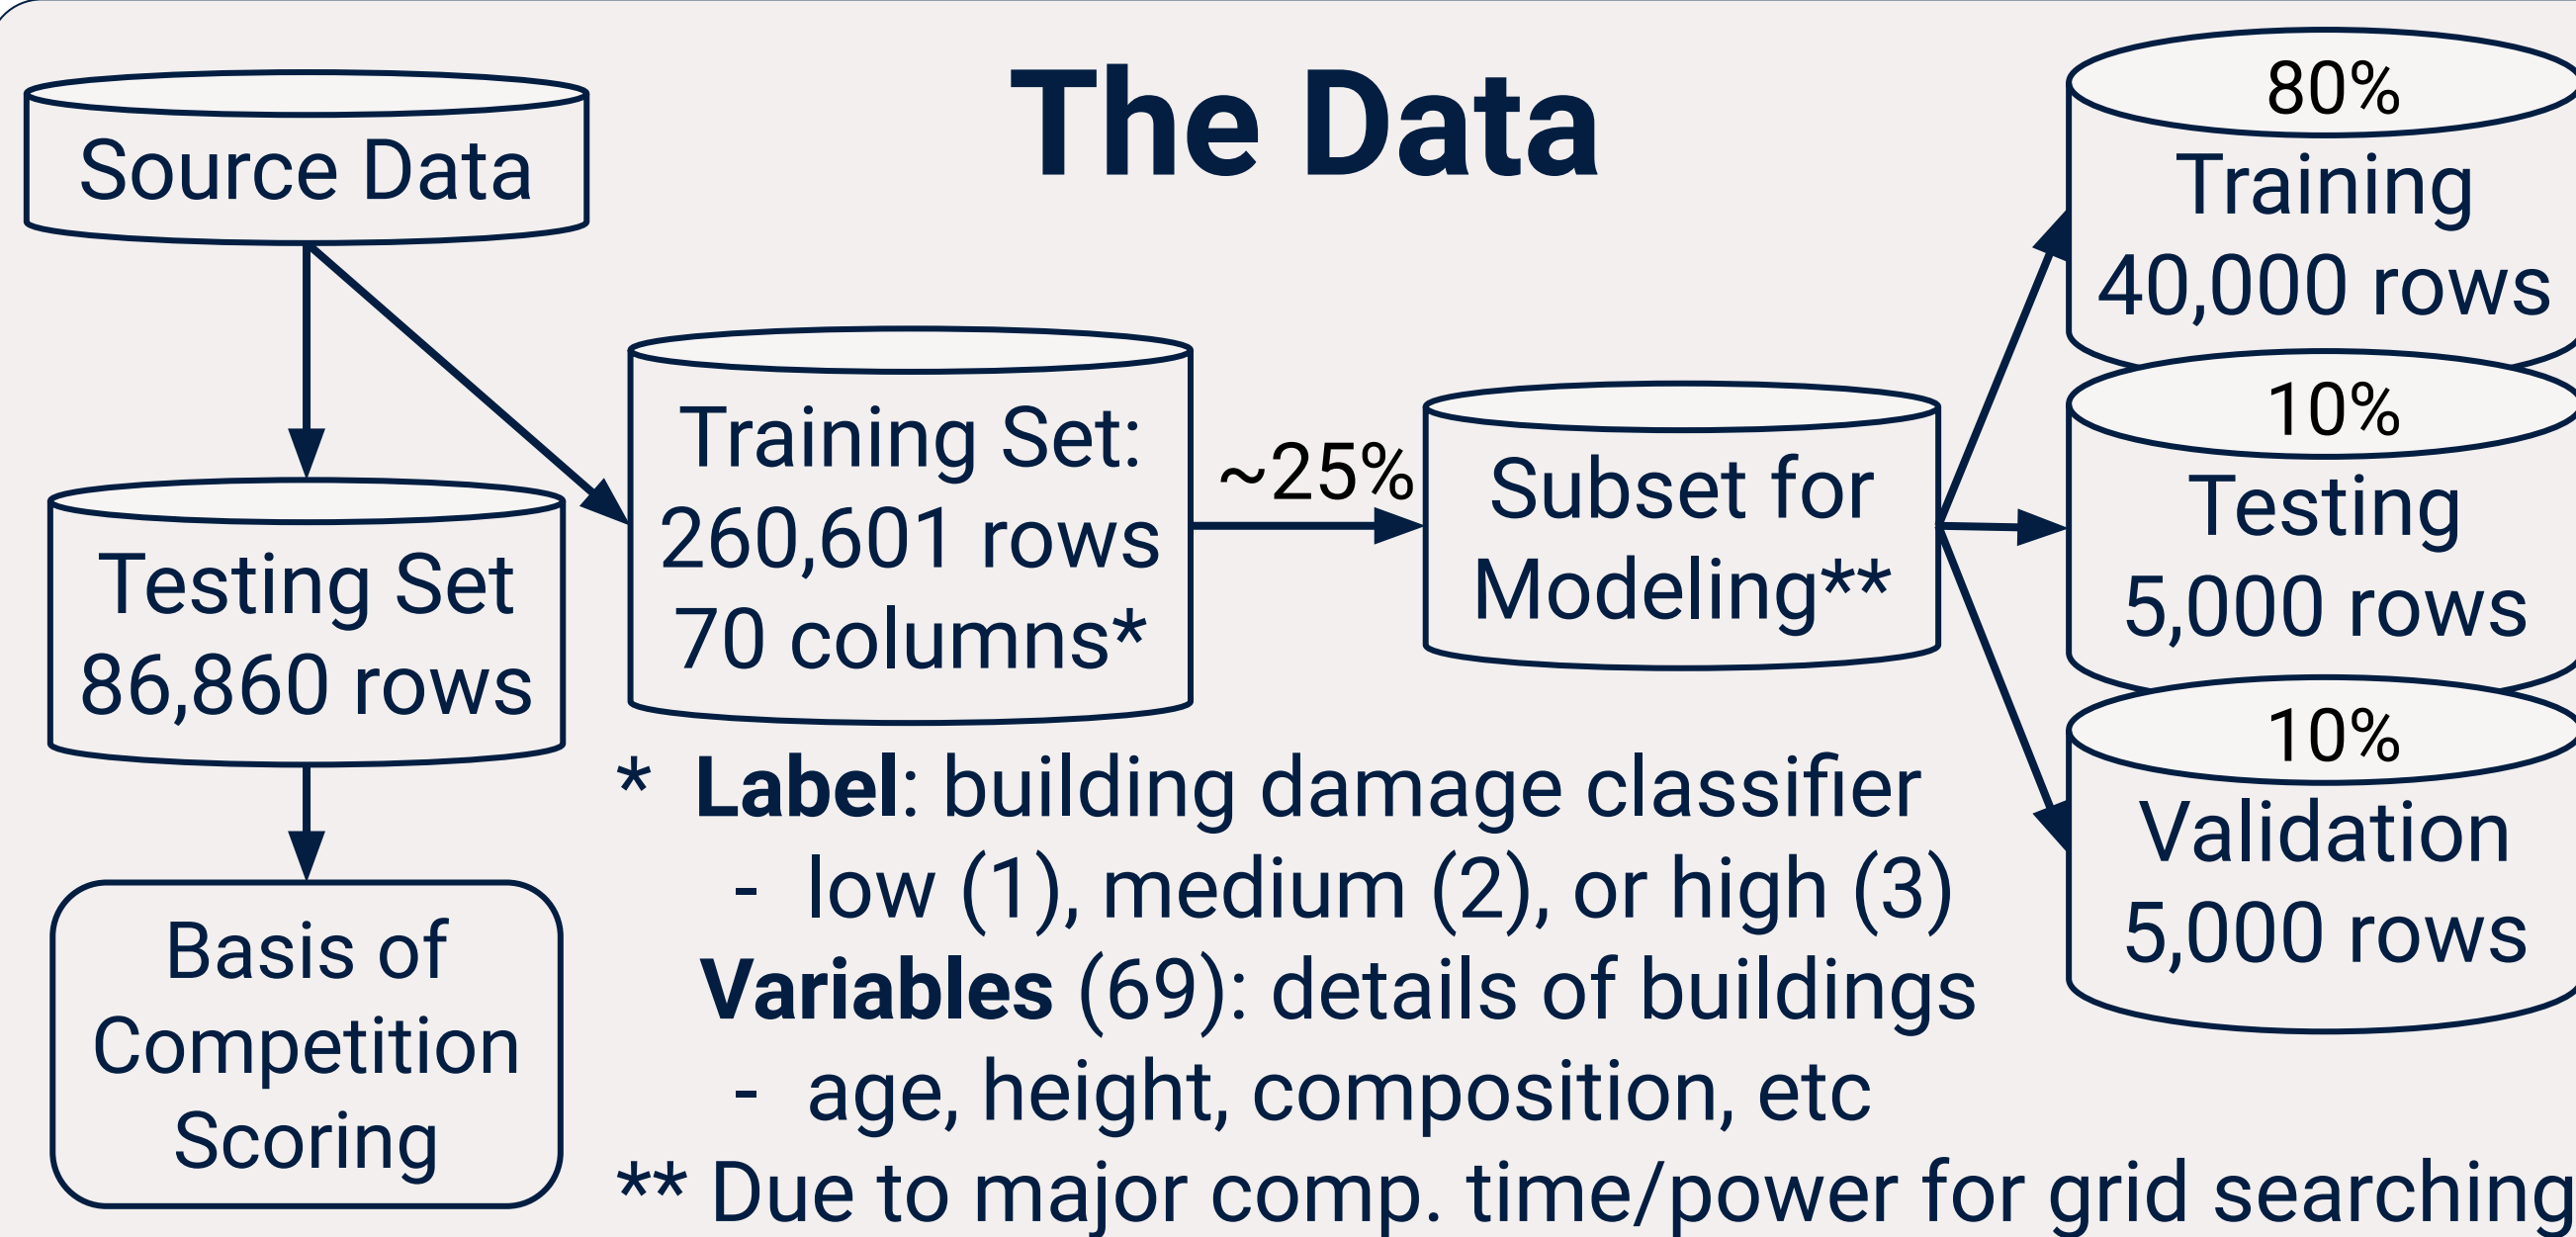 The Data
Source Data
Testing Set
86,860 rows
Basis of
Competition
Scoring
Training Set:
260,601 rows
70 columns*
~25%
Subset for
Modeling**
80%
Training
40,000 rows
10%
Testing
5,000 rows
10%
Validation
5,000 rows
* Label: building damage classifier
- low (1), medium (2), or high (3)
Variables (69): details of buildings
- age, height, composition, etc
** Due to major comp. time/power for grid searching